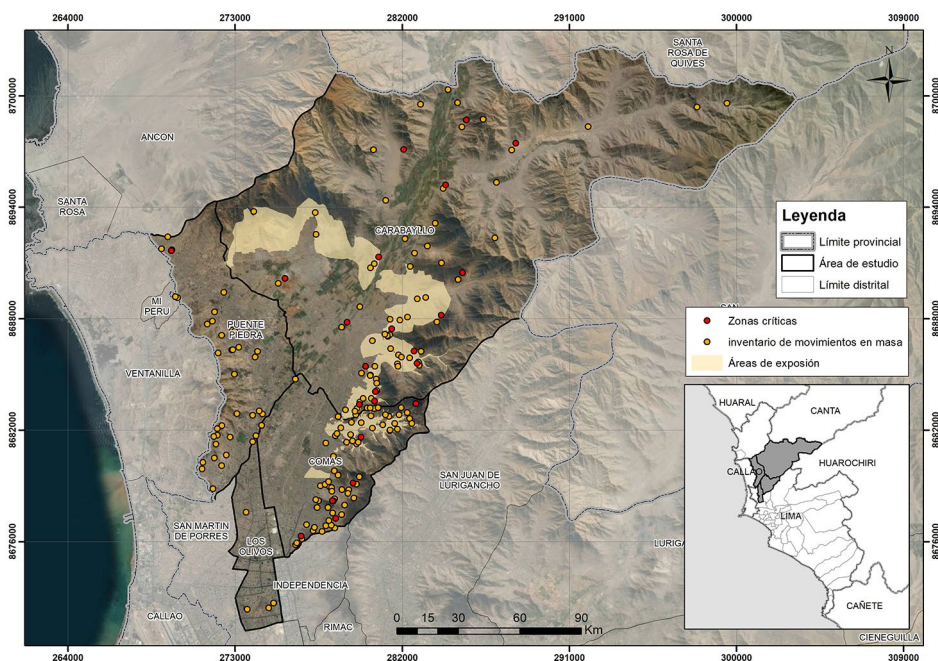 264000 273000 282000 291000 300000 309000
SANTA
ROSA DE
QUIVES
N
8700000
8700000
ANCON
SANTA
ROSA
8694000
8694000
CARABAYLLO
Leyenda
Límite provincial
Área de estudio
Límite distrital
MI
PERU
8688000
8688000
PUENTE
PIEDRA
Zonas críticas
inventario de movimientos en masa
Áreas de exposión
VENTANILLA
HUARAL
CANTA
8682000
8682000
COMAS
CALLAO
HUAROCHIRI
SAN JUAN DE
LURIGANCHO
LIMA
SAN MARTIN
DE PORRES
LOS
OLIVOS
8676000
8676000
INDEPENDENCIA
CAÑETE
CALLAO
RIMAC
0 15 30 60 90
Km
CIENEGUILLA
264000 273000 282000 291000 300000 309000